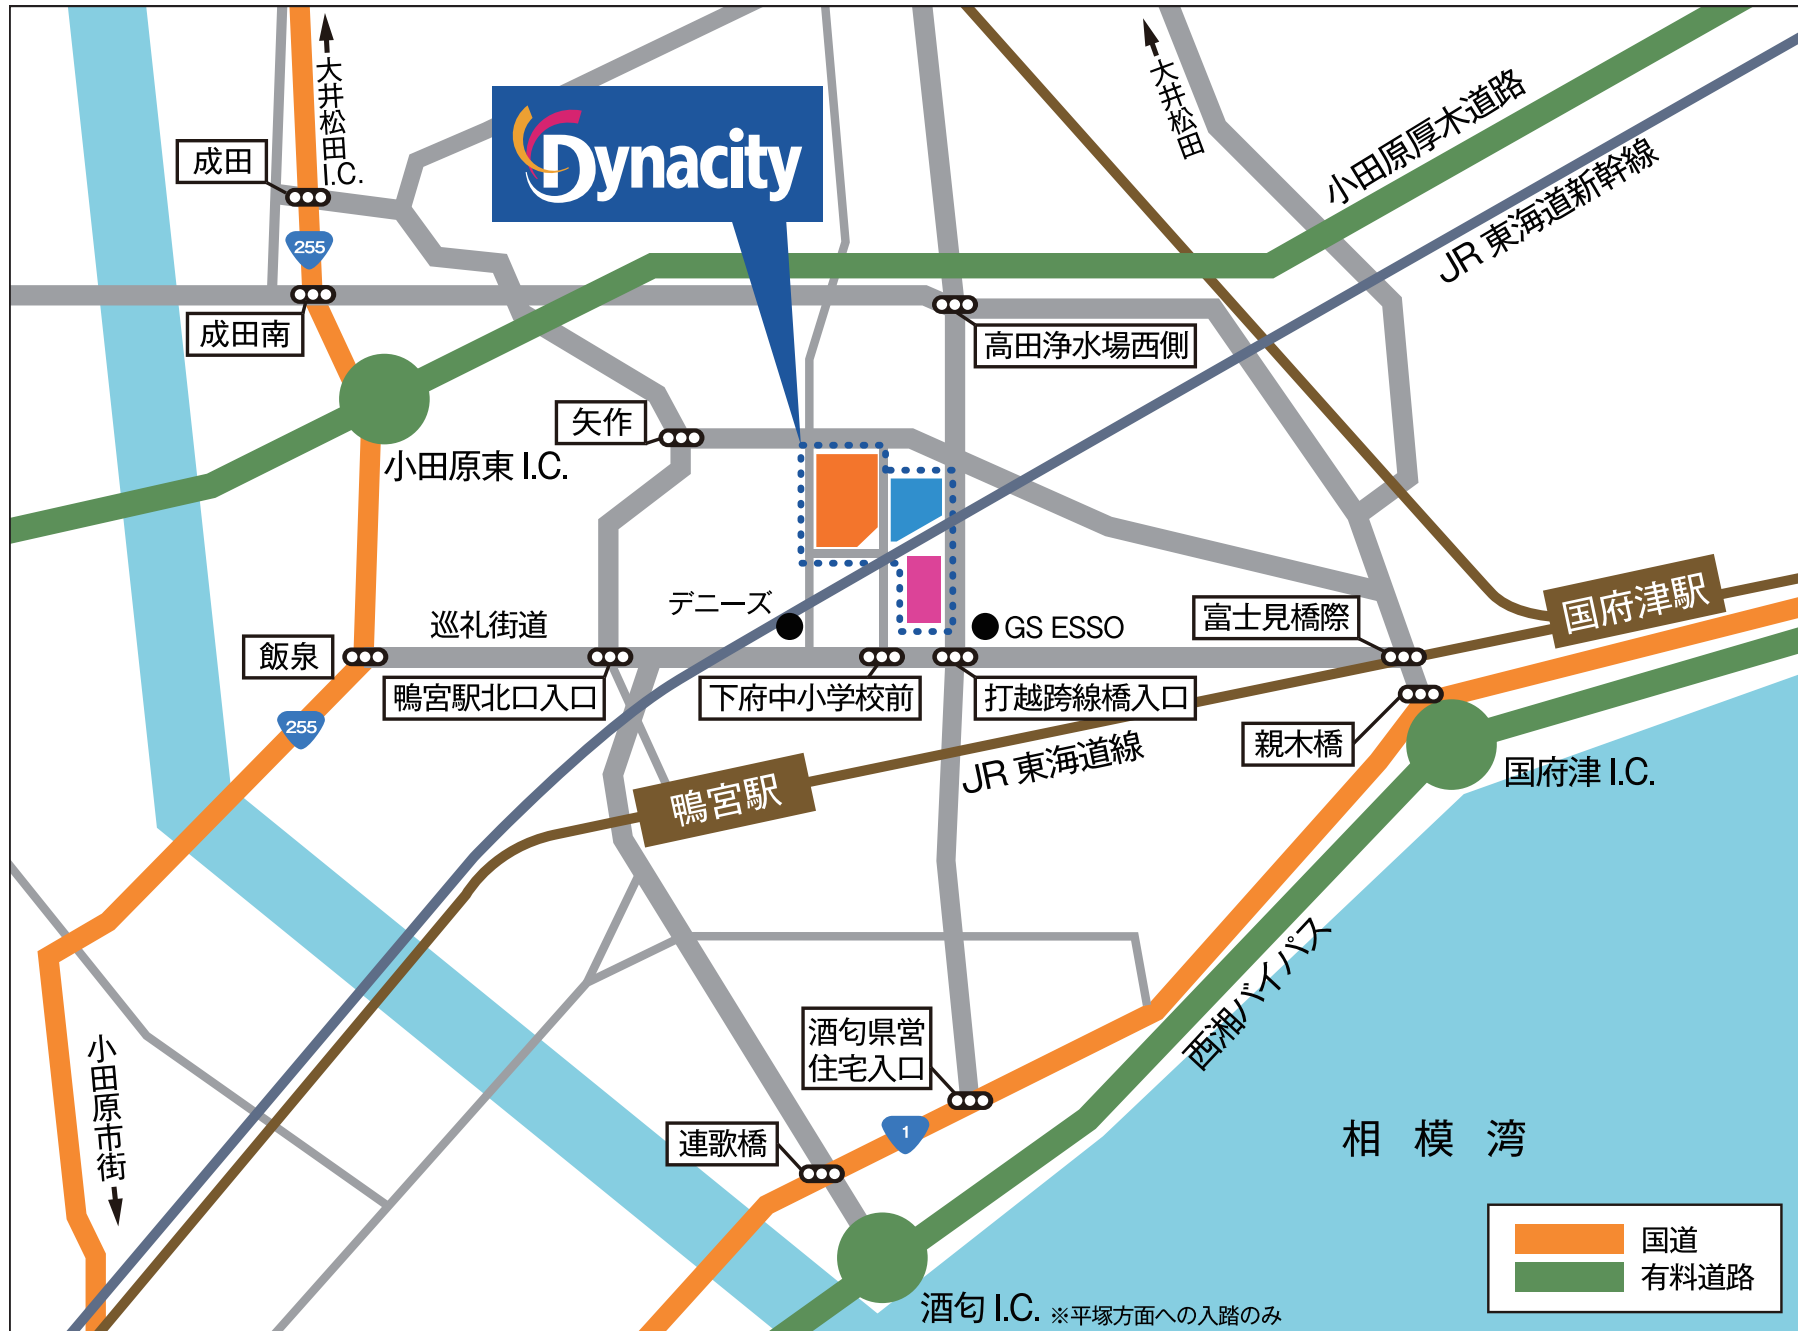 大井松田I.C.
大井松田
Dynacity
成田
255
成田南
小田原厚木道路
JR 東海道新幹線
高田浄水場西側
矢作
小田原東 I.C.
デニーズ
GS ESSO
巡礼街道
富士見橋際
国府津駅
飯泉
鴨宮駅北口入口
下府中小学校前
打越跨線橋入口
255
親木橋
JR 東海道線
鴨宮駅
国府津 I.C.
西湘バイパス
小田原市街
酒匂県営
住宅入口
1
連歌橋
相模湾
国道
有料道路
酒匂 I.C. ※平塚方面への入踏のみ